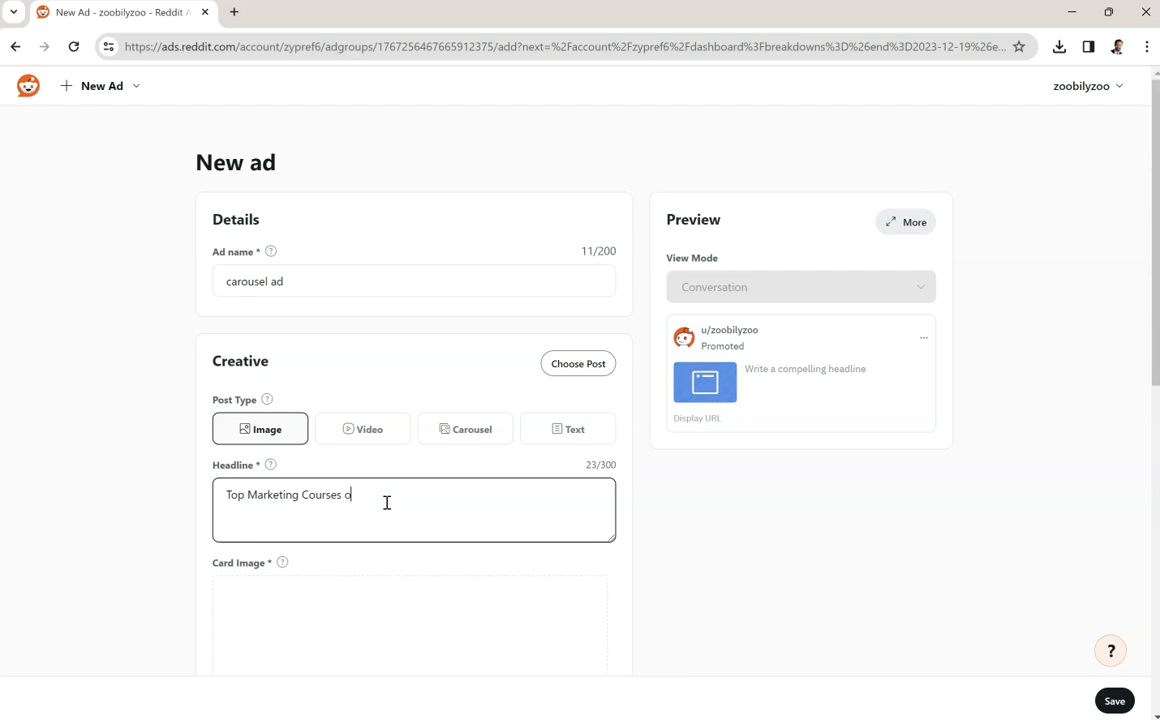 New Ad - zoobilyzoo - Reddit A
https://ads.reddit.com/account/zypref6/adgroups/1767256467665912375/add?next=%2Faccount%2Fzypref6%2Fdashboard%3Fbreakdowns%3D%26end%3D2023-12-19%26e...
New Ad
zoobilyzoo
New ad
Details
Ad name *
11/200
carousel ad
Creative
Choose Post
Post Type
Image
Video
Carousel
Text
Headline *
23/300
Top Marketing Courses o
Card Image *
Preview
More
View Mode
Conversation
u/zoobilyzoo
Promoted
Write a compelling headline
Display URL
?
Save